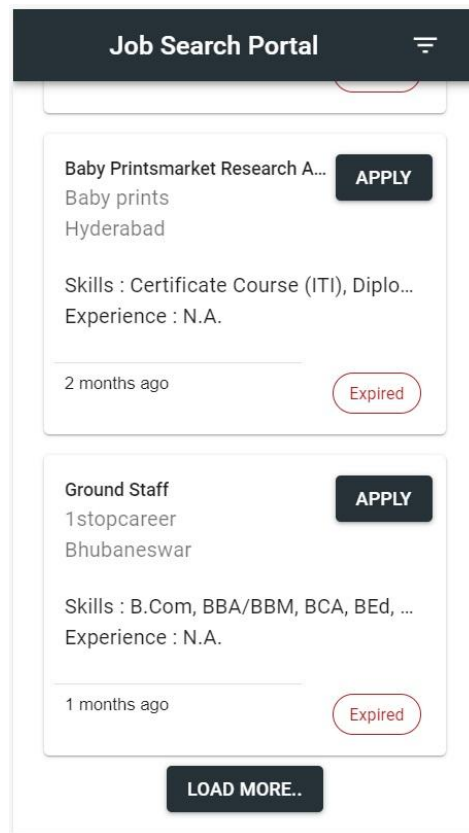 Job Search Portal
Baby Printsmarket Research A...
APPLY
Baby prints
Hyderabad
Skills : Certificate Course (ITI), Diplo...
Experience : N.A.
2 months ago
Expired
Ground Staff
APPLY
1stopcareer
Bhubaneswar
Skills : B.Com, BBA/BBM, BCA, BEd, ...
Experience : N.A.
1 months ago
Expired
LOAD MORE..